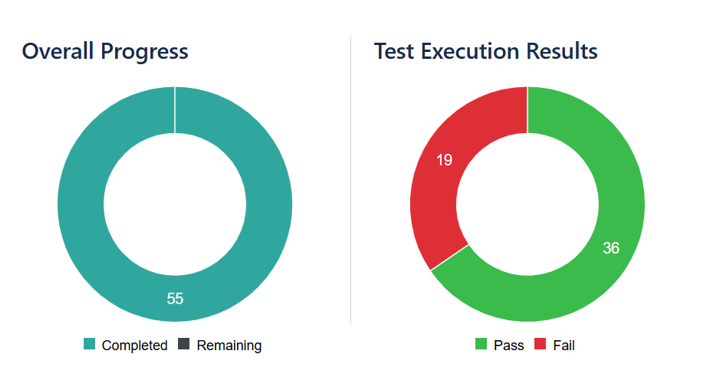 Overall Progress
55
Completed Remaining
Test Execution Results
19
36
Pass Fail